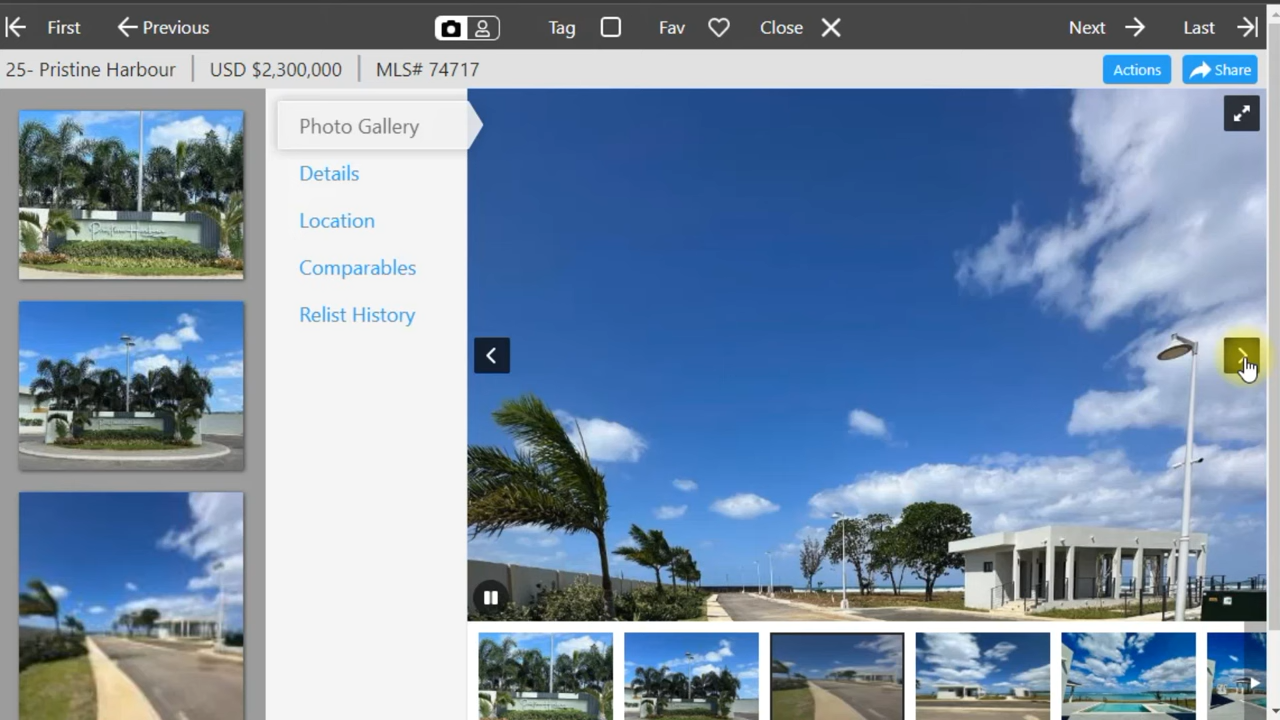 First
Previous
Tag
Fav
Close
Next
Last
25- Pristine Harbour
USD $2,300,000
MLS# 74717
Actions
Share
Photo Gallery
Details
Location
Comparables
Relist History